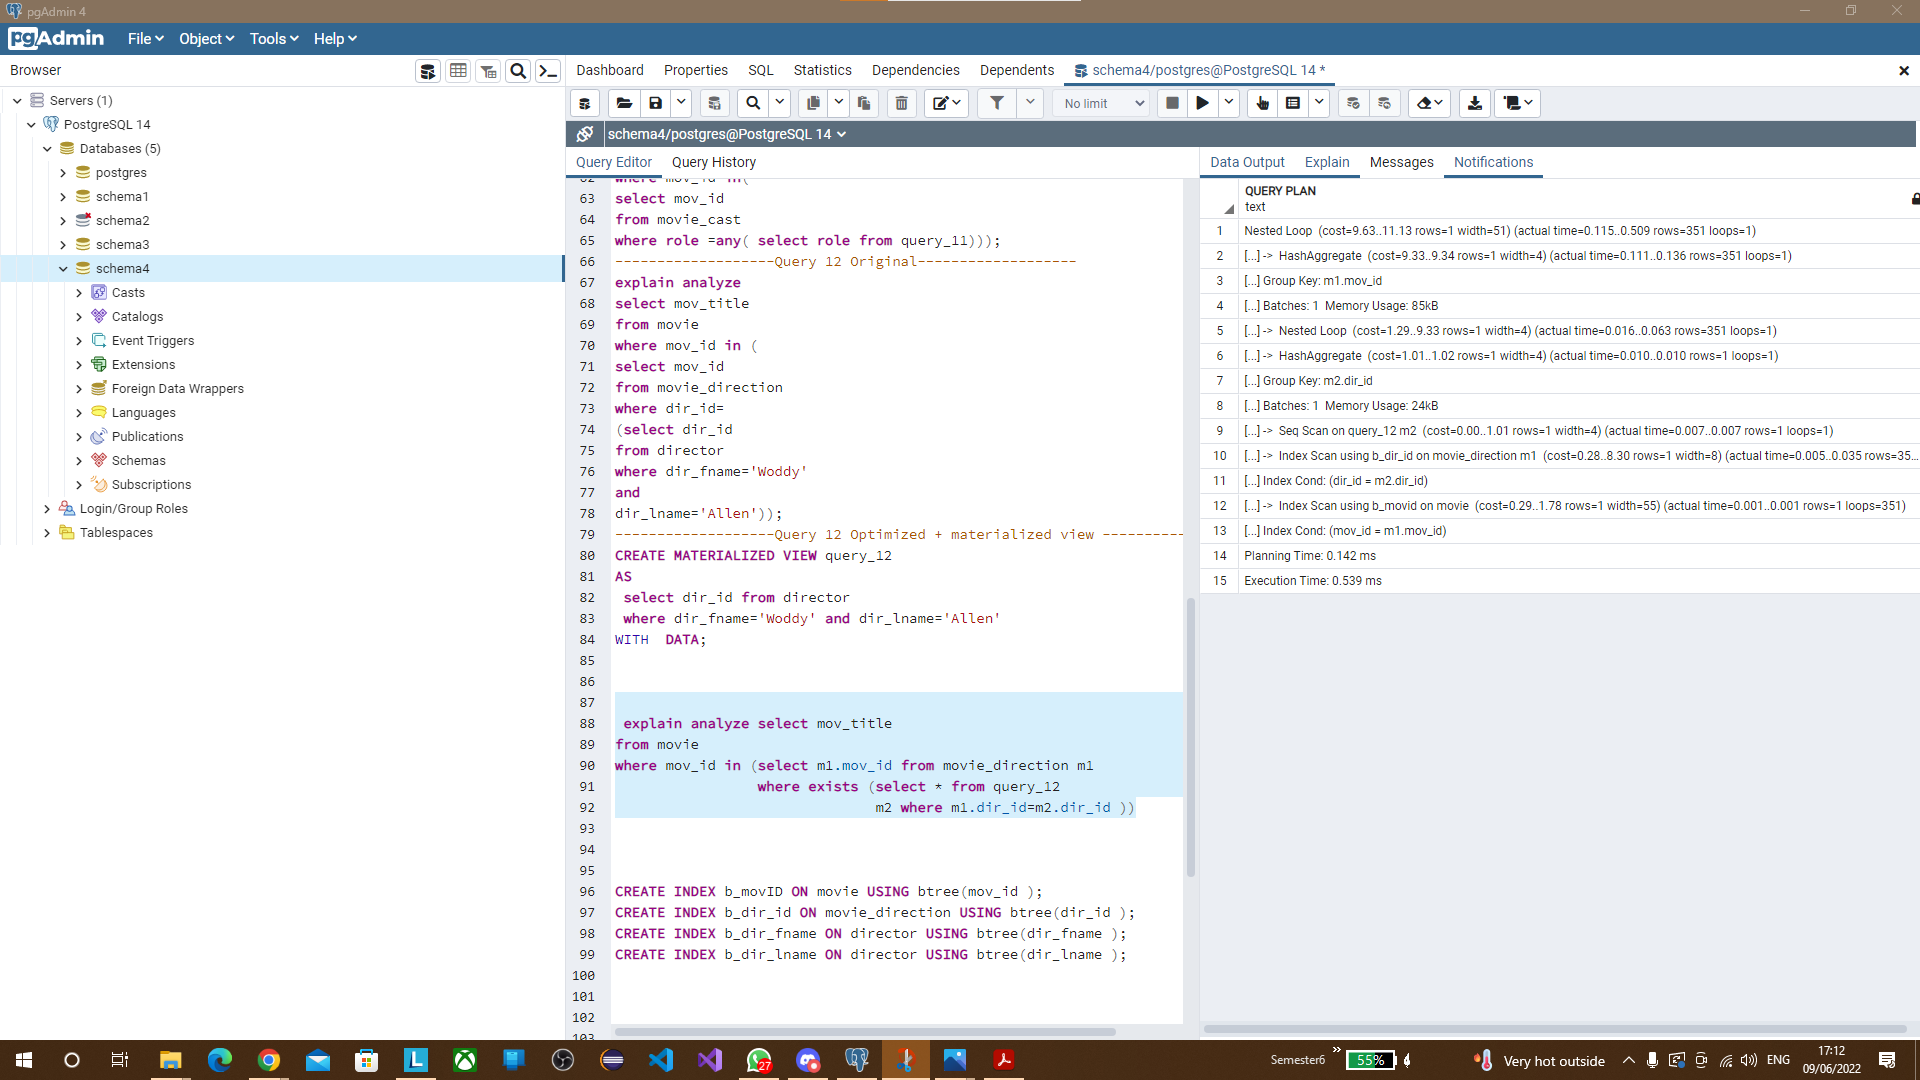 pgAdmin 4
pgAdmin
File
Object
Tools
Help
Browser
Dashboard
Properties
SQL
Statistics
Dependencies
Dependents
schema4/postgres@PostgreSQL 14 *
Servers (1)
PostgreSQL 14
Databases (5)
postgres
schema1
schema2
schema3
schema4
Casts
Catalogs
Event Triggers
Extensions
Foreign Data Wrappers
Languages
Publications
Schemas
Subscriptions
Login/Group Roles
Tablespaces
No limit
schema4/postgres@PostgreSQL 14
Query Editor
Query History
62 where mov_id in(
63 select mov_id
64 from movie_cast
65 where role =any( select role from query_11)));
66 -------------------Query 12 Original-------------------
67 explain analyze
68 select mov_title
69 from movie
70 where mov_id in (
71 select mov_id
72 from movie_direction
73 where dir_id=
74 (select dir_id
75 from director
76 where dir_fname='Woddy'
77 and
78 dir_lname='Allen'));
79 -------------------Query 12 Optimized + materialized view ----------
80 CREATE MATERIALIZED VIEW query_12
81 AS
82 select dir_id from director
83 where dir_fname='Woddy' and dir_lname='Allen'
84 WITH  DATA;
85
86
87
88 explain analyze select mov_title
89 from movie
90 where mov_id in (select m1.mov_id from movie_direction m1
91 where exists (select * from query_12
92 m2 where m1.dir_id=m2.dir_id ))
93
94
95
96 CREATE INDEX b_movID ON movie USING btree(mov_id );
97 CREATE INDEX b_dir_id ON movie_direction USING btree(dir_id );
98 CREATE INDEX b_dir_fname ON director USING btree(dir_fname );
99 CREATE INDEX b_dir_lname ON director USING btree(dir_lname );
100
101
102
103
Data Output
Explain
Messages
Notifications
QUERY PLAN
text
1 Nested Loop (cost=9.63..11.13 rows=1 width=51) (actual time=0.115..0.509 rows=351 loops=1)
2 [...] -> HashAggregate (cost=9.33..9.34 rows=1 width=4) (actual time=0.111..0.136 rows=351 loops=1)
3 [...] Group Key: m1.mov_id
4 [...] Batches: 1 Memory Usage: 85kB
5 [...] -> Nested Loop (cost=1.29..9.33 rows=1 width=4) (actual time=0.016..0.063 rows=351 loops=1)
6 [...] -> HashAggregate (cost=1.01..1.02 rows=1 width=4) (actual time=0.010..0.010 rows=1 loops=1)
7 [...] Group Key: m2.dir_id
8 [...] Batches: 1 Memory Usage: 24kB
9 [...] -> Seq Scan on query_12 m2 (cost=0.00..1.01 rows=1 width=4) (actual time=0.007..0.007 rows=1 loops=1)
10 [...] -> Index Scan using b_dir_id on movie_direction m1 (cost=0.28..8.30 rows=1 width=8) (actual time=0.005..0.035 rows=35...
11 [...] Index Cond: (dir_id = m2.dir_id)
12 [...] -> Index Scan using b_movid on movie (cost=0.29..1.78 rows=1 width=55) (actual time=0.001..0.001 rows=1 loops=351)
13 [...] Index Cond: (mov_id = m1.mov_id)
14 Planning Time: 0.142 ms
15 Execution Time: 0.539 ms
L
27
Semester6
55%
Very hot outside
ENG
17:12
09/06/2022